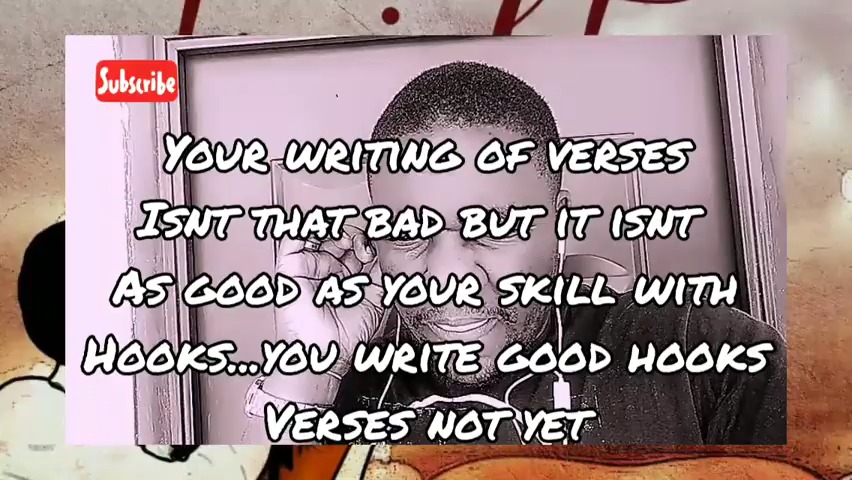 Subscribe
Your writing of verses
Isnt that bad but it isnt
As good as your skill with
Hooks...you write good hooks
Verses not yet